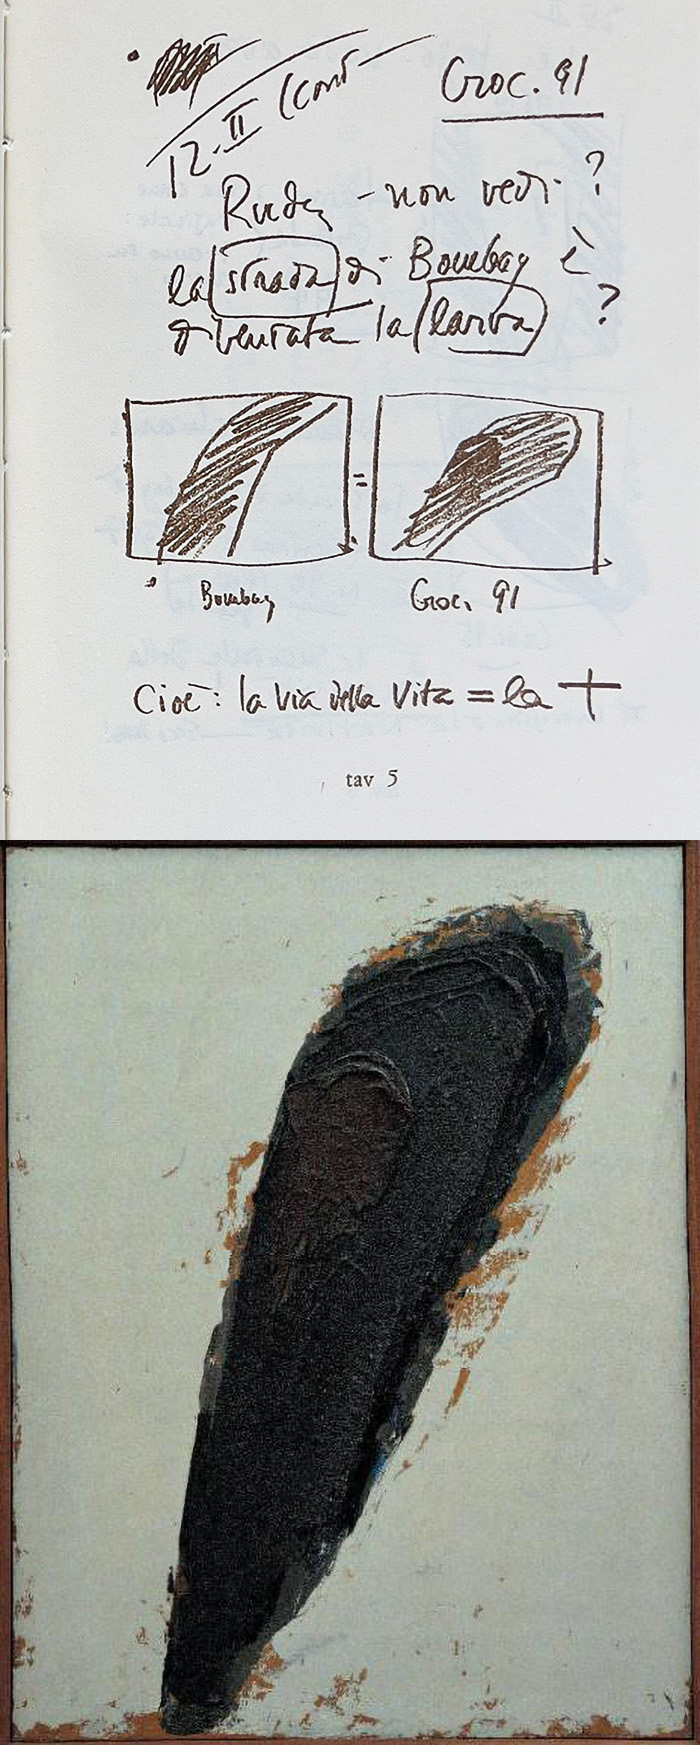 12-II (cont
Croc. 91
Rudy - non vedi ?
la strada di Bombay è
diventata la larva ?
=
Bombay
Croc. 91
Cioè: la via della Vita = la +
tav 5